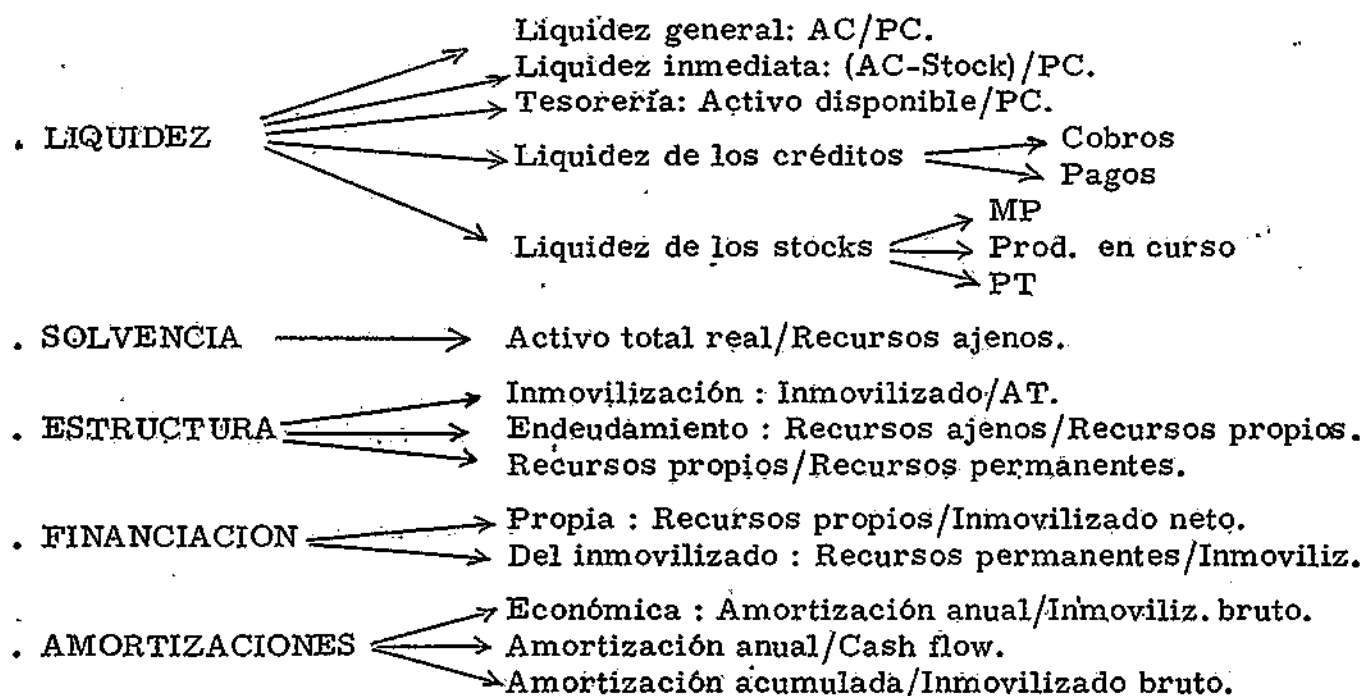 Liquidez general: AC/PC.
Liquidez inmediata: (AC-Stock)/PC.
Tesorería: Activo disponible/PC.
. LIQUIDEZ
Liquidez de los créditos
Cobros
Pagos
Liquidez de los stocks
MP
Prod. en curso
PT
. SOLVENCIA
Activo total real/Recursos ajenos.
. ESTRUCTURA
Inmovilización : Inmovilizado/AT.
Endeudamiento : Recursos ajenos/Recursos propios.
Recursos propios/Recursos permanentes.
. FINANCIACION
Propia : Recursos propios/Inmovilizado neto.
Del inmovilizado : Recursos permanentes/Inmoviliz.
. AMORTIZACIONES
Económica : Amortización anual/Inmoviliz. bruto.
Amortización anual/Cash flow.
Amortización acumulada/Inmovilizado bruto.